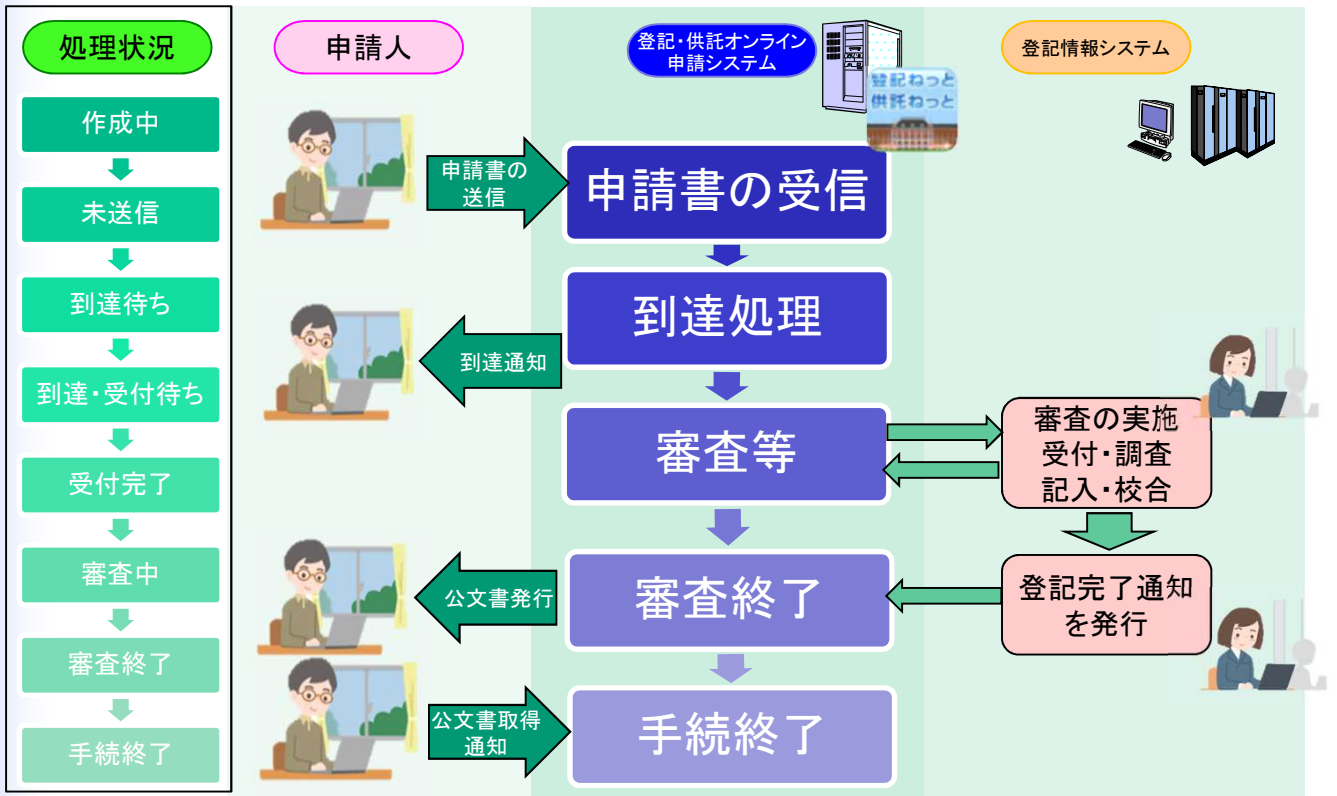 処理状況
作成中
未送信
到達待ち
到達・受付待ち
受付完了
審査中
審査終了
手続終了
申請人
申請書の
送信
到達通知
公文書発行
公文書取得
通知
登記・供託オンライン
申請システム
登記ねっと
供託ねっと
申請書の受信
到達処理
審査等
審査終了
手続終了
登記情報システム
審査の実施
受付・調査
記入・校合
登記完了通知
を発行